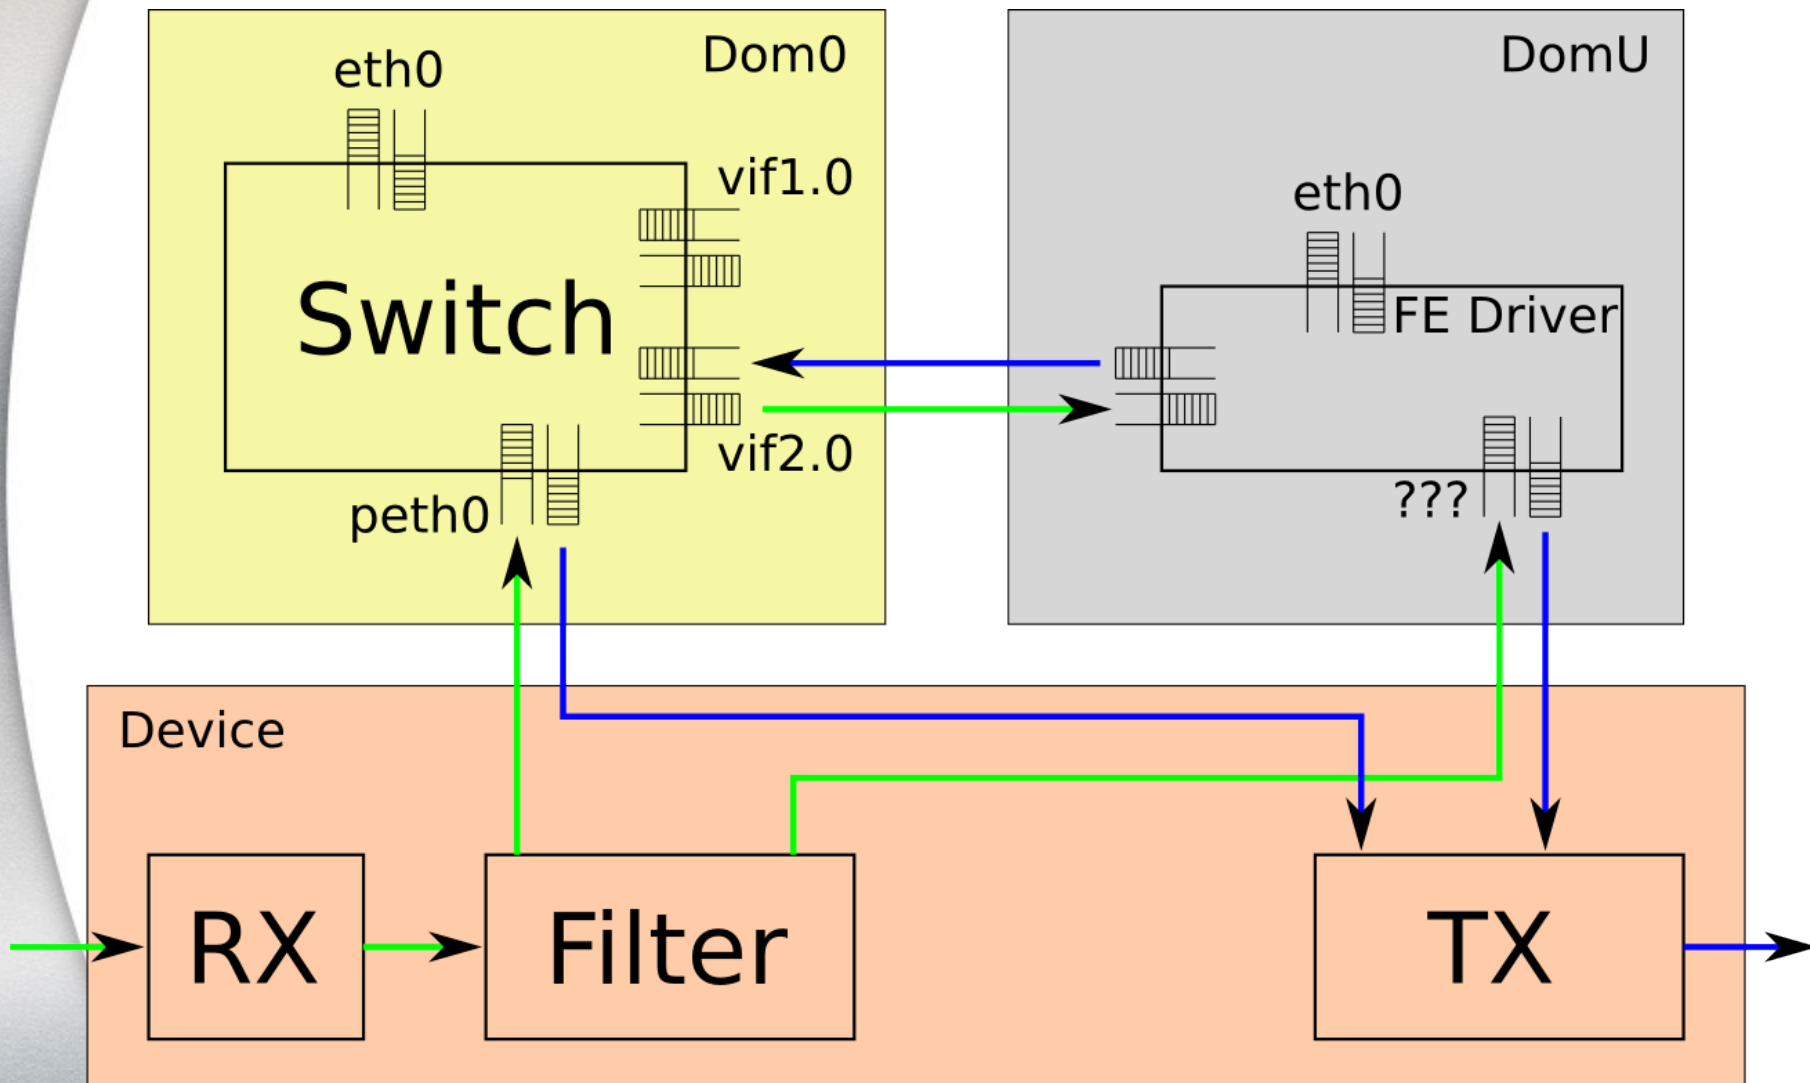 Dom0
eth0
vif1.0
Switch
vif2.0
peth0
DomU
eth0
FE Driver
???
Device
RX
Filter
TX